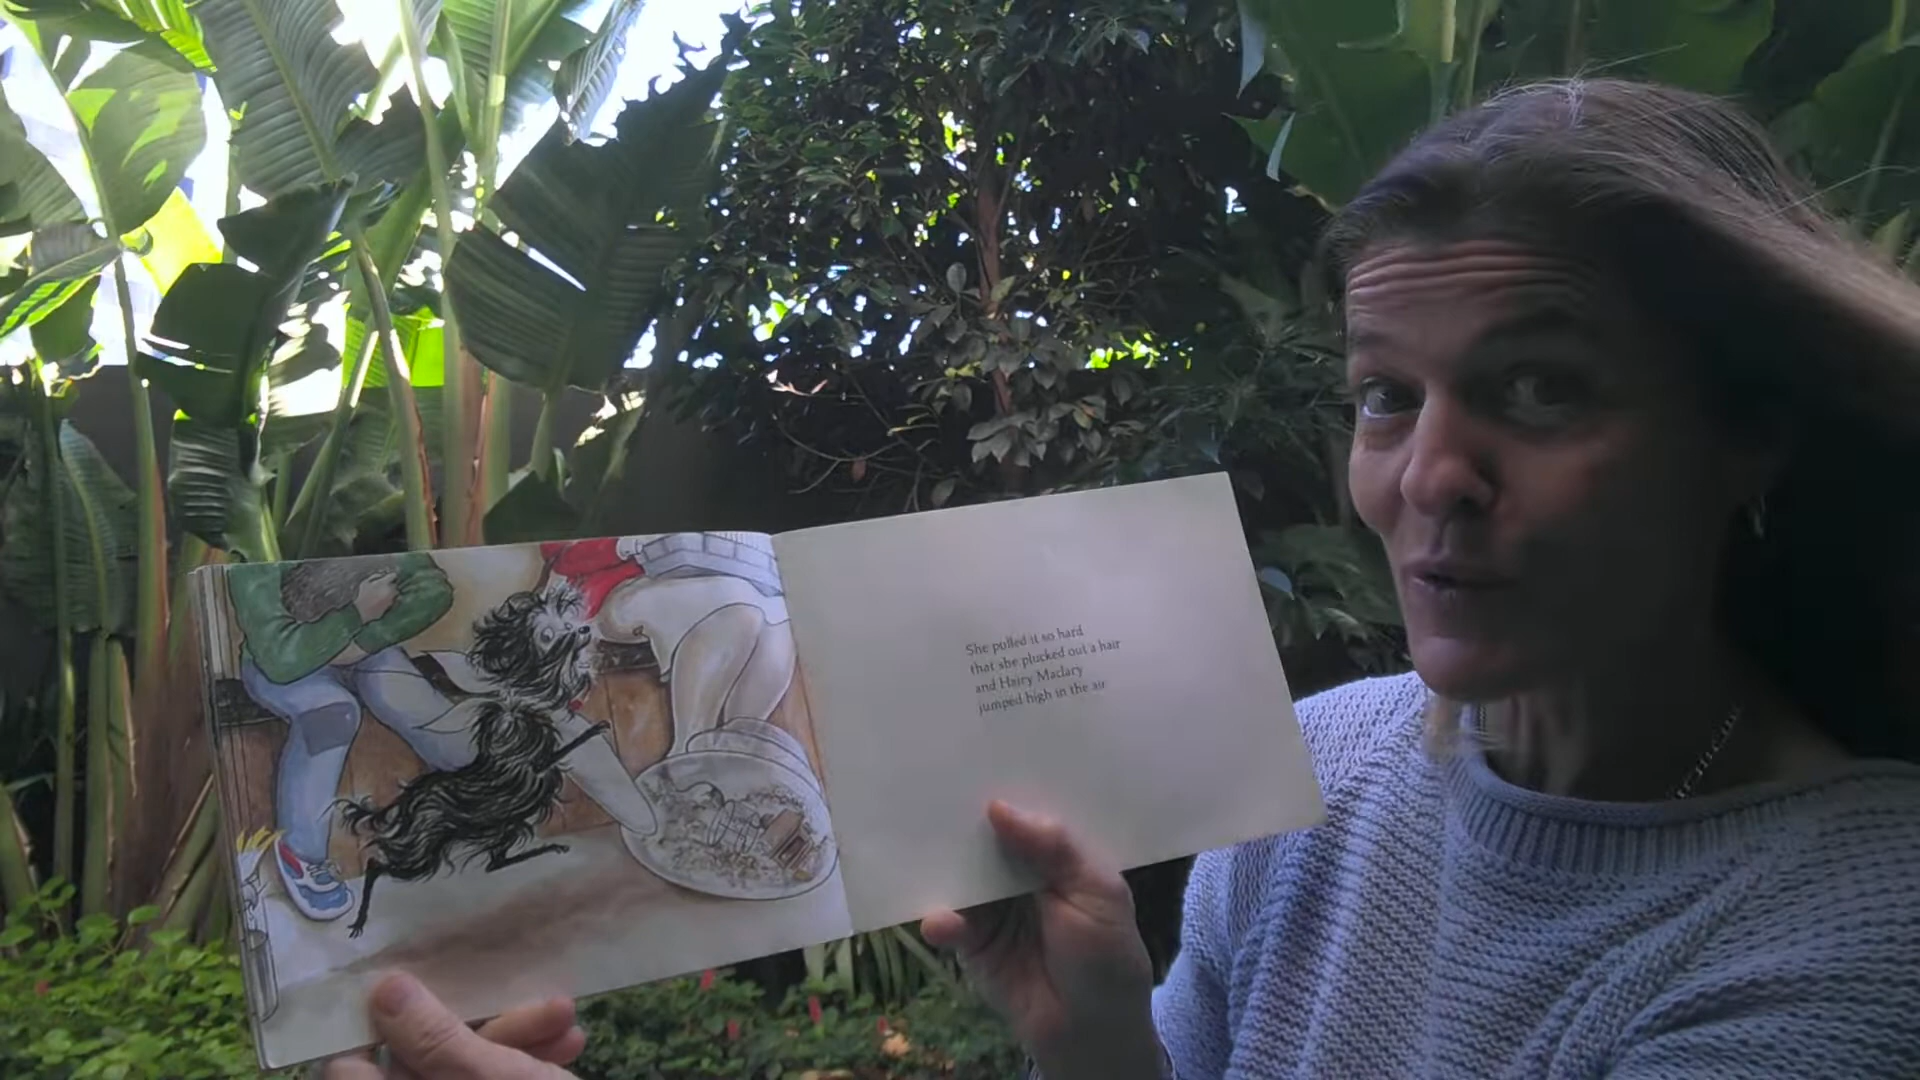 She pulled it so hard
that she plucked out a hair
and Hairy Maclary
jumped high in the air